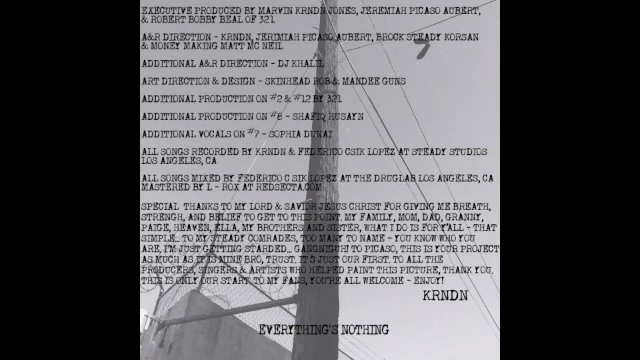 EXECUTIVE PRODUCED BY MARVIN KRNDN JONES, JEREMIAH PICASO AUBERT,
& ROBERT BOBBY BEAL OF 321
A&R DIRECTION - KRNDN, JERIMIAH PICASO AUBERT, BROCK STEADY KORSAN
& MONEY MAKING MATT MC NEIL
ADDITIONAL A&R DIRECTION - DJ KHALIL
ART DIRECTION & DESIGN - SKINHEAD ROB & MANDEE GUNS
ADDITIONAL PRODUCTION ON #2 & #12 BY 321
ADDITIONAL PRODUCTION ON #8 - SHAFIQ HUSAYN
ADDITIONAL VOCALS ON #7 - SOPHIA DUNAI
ALL SONGS RECORDED BY KRNDN & FEDERICO CSIK LOPEZ AT STEADY STUDIOS
LOS ANGELES, CA
ALL SONGS MIXED BY FEDERICO C SIK LOPEZ AT THE DRUGLAB LOS ANGELES, CA
MASTERED BY L - ROX AT REDSECTA.COM
SPECIAL THANKS TO MY LORD & SAVIOR JESUS CHRIST FOR GIVING ME BREATH,
STRENGH, AND BELIEF TO GET TO THIS POINT. MY FAMILY, MOM, DAD, GRANNY,
PAIGE, HEAVEN, ELLA, MY BROTHERS AND SISTER, WHAT I DO IS FOR Y'ALL - THAT
SIMPLE... TO MY STEADY COMRADES, TOO MANY TO NAME - YOU KNOW WHO YOU
ARE, I'M JUST GETTING STARDED... GANGNIGUH! TO PICASO, THIS IS YOUR PROJECT
AS MUCH AS IT IS MINE BRO, TRUST. IT'S JUST OUR FIRST. TO ALL THE
PRODUCERS, SINGERS & ARTISTS WHO HELPED PAINT THIS PICTURE, THANK YOU.
THIS IS ONLY OUR START. TO MY FANS, YOU'RE ALL WELCOME - ENJOY!
KRNDN
EVERYTHING'S NOTHING